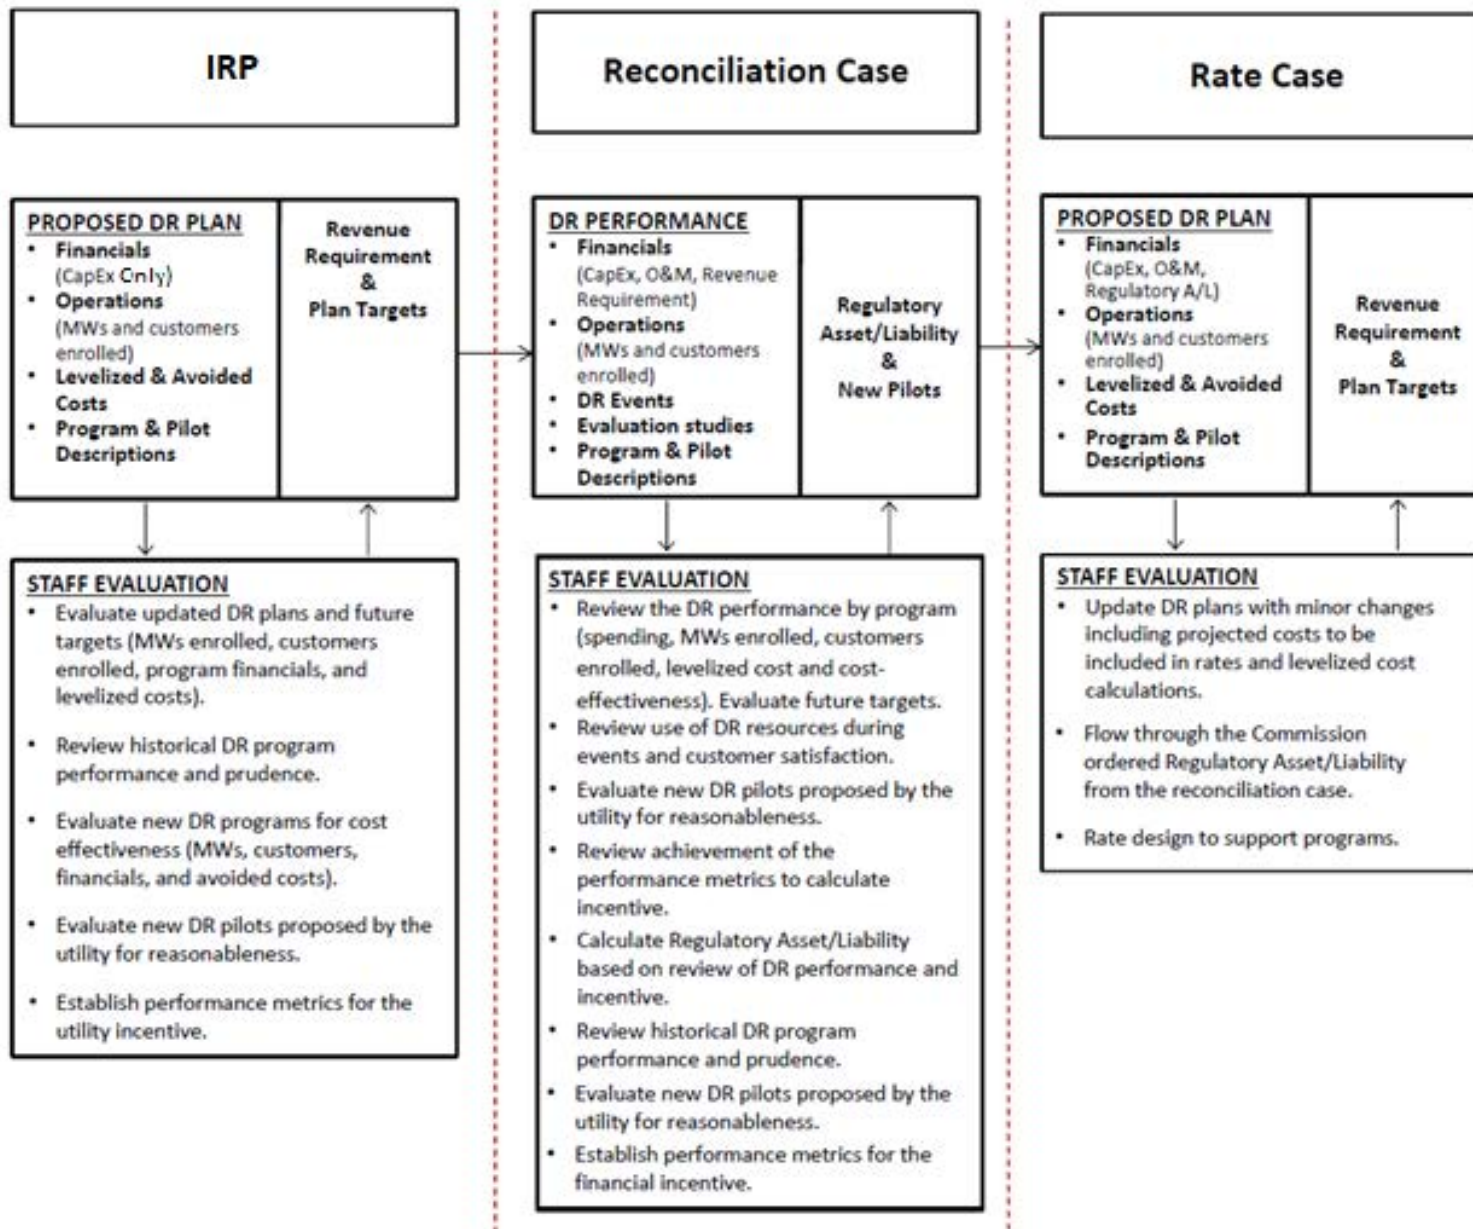 IRP
Reconciliation Case
Rate Case
PROPOSED DR PLAN
• Financials
(CapEx Only)
• Operations
(MWs and customers
enrolled)
• Levelized & Avoided
Costs
• Program & Pilot
Descriptions
Revenue
Requirement
&
Plan Targets
DR PERFORMANCE
• Financials
(CapEx, O&M, Revenue
Requirement)
• Operations
(MWs and customers
enrolled)
• DR Events
• Evaluation studies
• Program & Pilot
Descriptions
Regulatory
Asset/Liability
&
New Pilots
PROPOSED DR PLAN
• Financials
(CapEx, O&M,
Regulatory A/L)
• Operations
(MWs and customers
enrolled)
• Levelized & Avoided
Costs
• Program & Pilot
Descriptions
Revenue
Requirement
&
Plan Targets
STAFF EVALUATION
• Evaluate updated DR plans and future
targets (MWs enrolled, customers
enrolled, program financials, and
levelized costs).
• Review historical DR program
performance and prudence.
• Evaluate new DR programs for cost
effectiveness (MWs, customers,
financials, and avoided costs).
• Evaluate new DR pilots proposed by the
utility for reasonableness.
• Establish performance metrics for the
utility incentive.
STAFF EVALUATION
• Review the DR performance by program
(spending, MWs enrolled, customers
enrolled, levelized cost and cost-
effectiveness). Evaluate future targets.
• Review use of DR resources during
events and customer satisfaction.
• Evaluate new DR pilots proposed by the
utility for reasonableness.
• Review achievement of the
performance metrics to calculate
incentive.
• Calculate Regulatory Asset/Liability
based on review of DR performance and
incentive.
• Review historical DR program
performance and prudence.
• Evaluate new DR pilots proposed by the
utility for reasonableness.
• Establish performance metrics for the
financial incentive.
STAFF EVALUATION
• Update DR plans with minor changes
including projected costs to be
included in rates and levelized cost
calculations.
• Flow through the Commission
ordered Regulatory Asset/Liability
from the reconciliation case.
• Rate design to support programs.